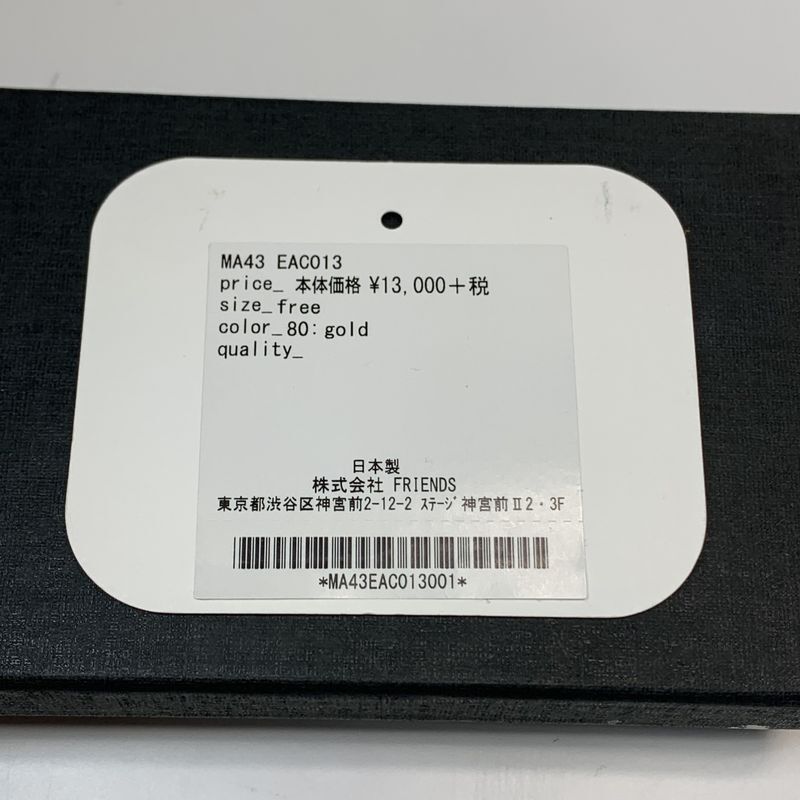 MA43 EAC013
price_ 本体価格 ¥13,000+税
size_free
color_80:gold
quality_
日本製
株式会社 FRIENDS
東京都渋谷区神宮前2-12-2 ｽﾃｰｼﾞ神宮前Ⅱ2・3F
*MA43EAC013001*